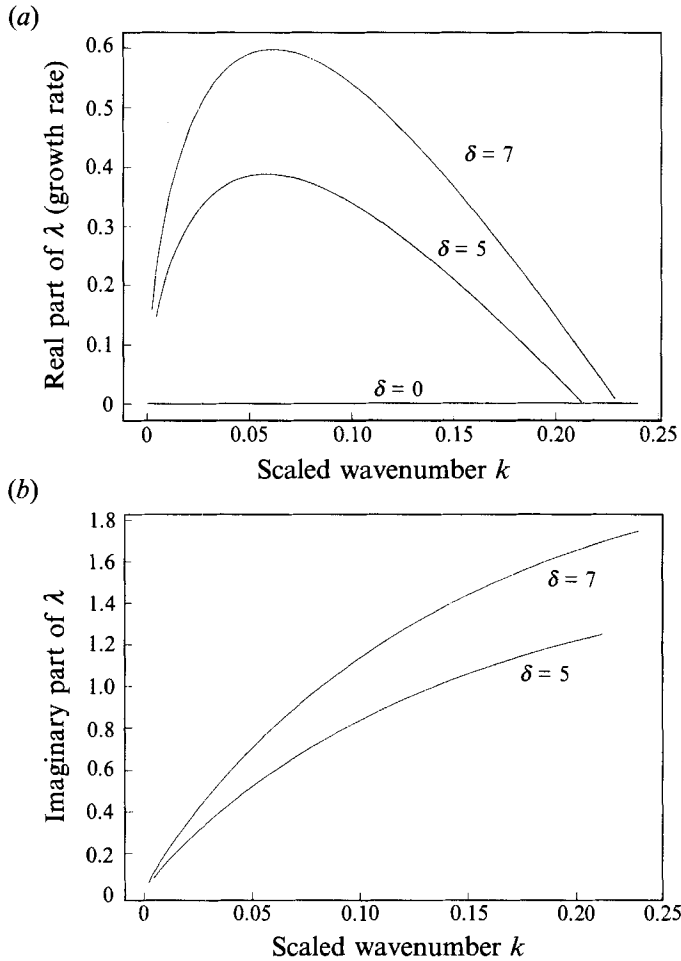 (a)
0.6
0.5
0.4
0.3
0.2
0.1
0
Real part of λ (growth rate)
δ = 7
δ = 5
δ = 0
0 0.05 0.10 0.15 0.20 0.25
Scaled wavenumber k
(b)
1.8
1.6
1.4
1.2
1.0
0.8
0.6
0.4
0.2
0
Imaginary part of λ
δ = 7
δ = 5
0 0.05 0.10 0.15 0.20 0.25
Scaled wavenumber k